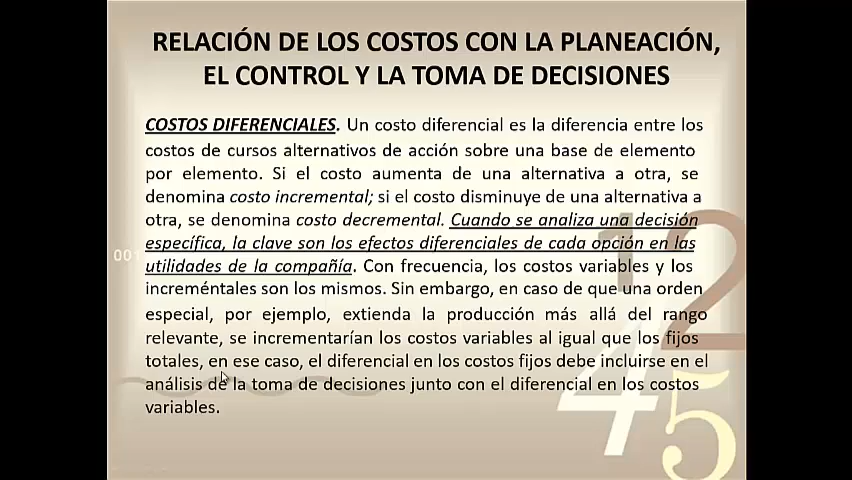 RELACIÓN DE LOS COSTOS CON LA PLANEACIÓN,
EL CONTROL Y LA TOMA DE DECISIONES
COSTOS DIFERENCIALES. Un costo diferencial es la diferencia entre los
costos de cursos alternativos de acción sobre una base de elemento
por elemento. Si el costo aumenta de una alternativa a otra, se
denomina costo incremental; si el costo disminuye de una alternativa a
otra, se denomina costo decremental. Cuando se analiza una decisión
específica, la clave son los efectos diferenciales de cada opción en las
utilidades de la compañía. Con frecuencia, los costos variables y los
increméntales son los mismos. Sin embargo, en caso de que una orden
especial, por ejemplo, extienda la producción más allá del rango
relevante, se incrementarían los costos variables al igual que los fijos
totales, en ese caso, el diferencial en los costos fijos debe incluirse en el
análisis de la toma de decisiones junto con el diferencial en los costos
variables.
001
1 2
4 5